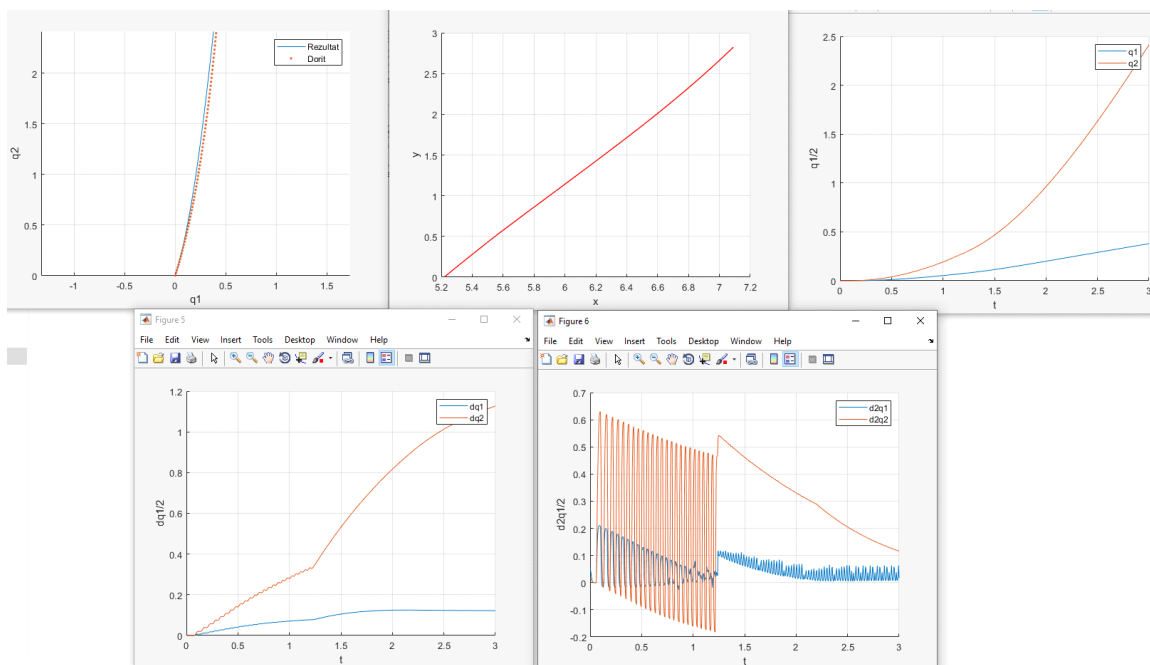 Rezultat
Dorit
q2
2
1.5
1
0.5
0
-1 -0.5 0 0.5 1 1.5
q1
3
2.5
2
1.5
1
0.5
0
y
5.2 5.4 5.6 5.8 6 6.2 6.4 6.6 6.8 7 7.2
x
2.5
2
1.5
1
0.5
0
q1
q2
q1/2
0 0.5 1 1.5 2 2.5 3
t
Figure 5
File Edit View Insert Tools Desktop Window Help
1.2
1
0.8
0.6
0.4
0.2
0
dq1
dq2
dq1/2
0 0.5 1 1.5 2 2.5 3
t
Figure 6
File Edit View Insert Tools Desktop Window Help
0.7
0.6
0.5
0.4
0.3
0.2
0.1
0
-0.1
-0.2
d2q1
d2q2
d2q1/2
0 0.5 1 1.5 2 2.5 3
t